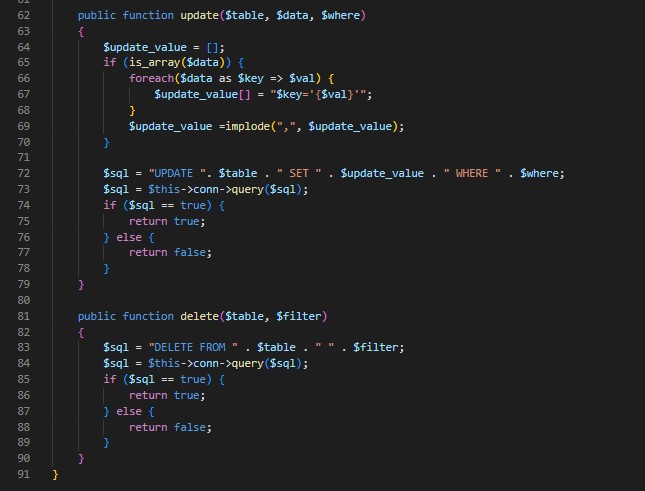 62 public function update($table, $data, $where)
63 {
64 $update_value = [];
65 if (is_array($data)) {
66 foreach($data as $key => $val) {
67 $update_value[] = "$key='{$val}'";
68 }
69 $update_value =implode(",", $update_value);
70 }
71
72 $sql = "UPDATE ". $table . " SET " . $update_value . " WHERE " . $where;
73 $sql = $this->conn->query($sql);
74 if ($sql == true) {
75 return true;
76 } else {
77 return false;
78 }
79 }
80
81 public function delete($table, $filter)
82 {
83 $sql = "DELETE FROM " . $table . " " . $filter;
84 $sql = $this->conn->query($sql);
85 if ($sql == true) {
86 return true;
87 } else {
88 return false;
89 }
90 }
91 }